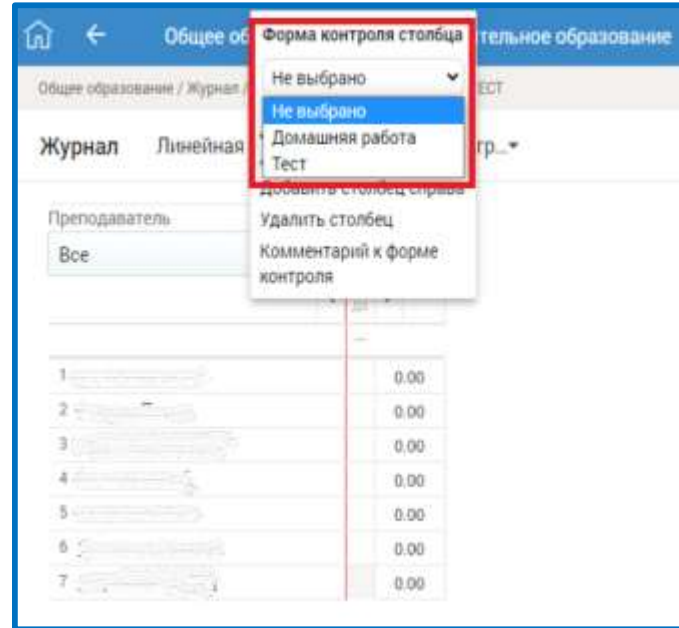 Общее об
Форма контроля столбца
тельное образование
Общее образование / Журнал /
ЕСТ
Не выбрано
Не выбрано
Домашняя работа
Тест
Журнал
Линейная
гр...
Добавить столбец справа
Преподаватель
Удалить столбец
Все
Комментарий к форме
контроля
1
0.00
2
0.00
3
0.00
4
0.00
5
0.00
6
0.00
7
0.00